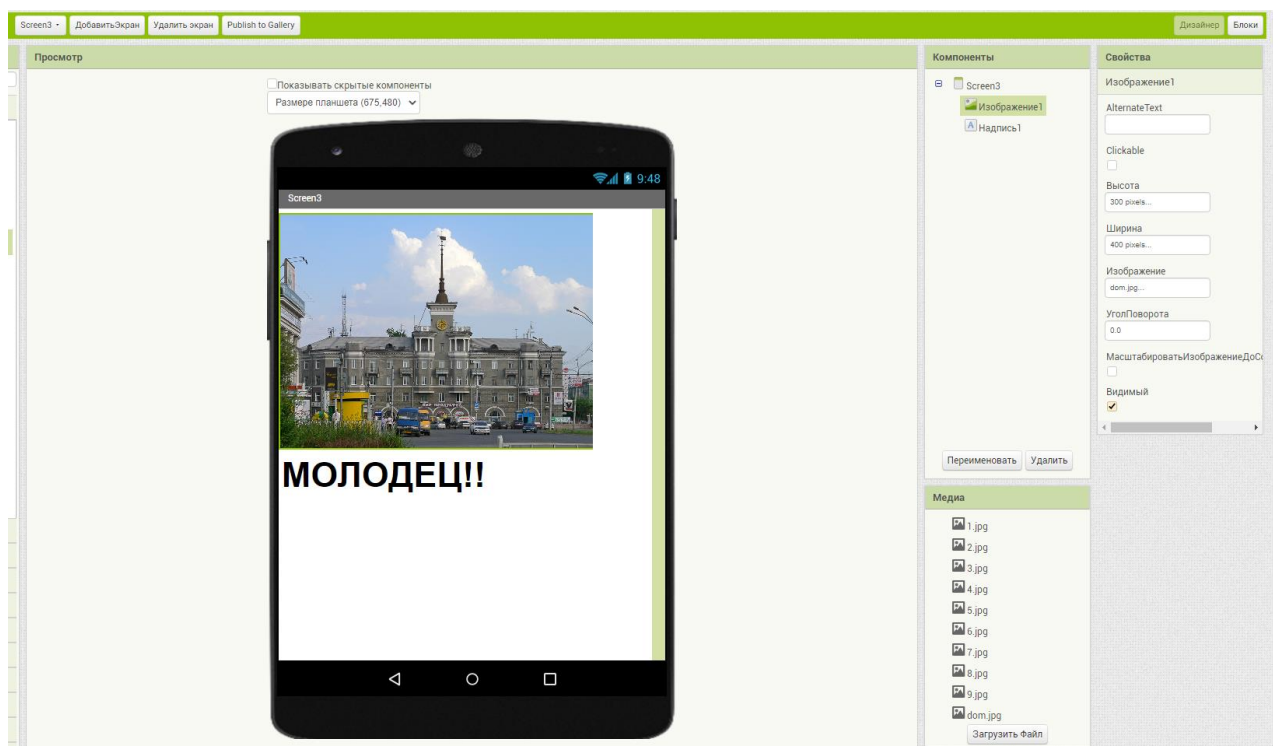 Screen3 ДобавитьЭкран Удалить экран Publish to Gallery Дизайнер Блоки
Просмотр
Показывать скрытые компоненты
Размере планшета (675,480)
9:48
Screen3
МОЛОДЕЦ!!
Компоненты
Screen3
Изображение1
Надпись1
Переименовать Удалить
Медиа
1.jpg
2.jpg
3.jpg
4.jpg
5.jpg
6.jpg
7.jpg
8.jpg
9.jpg
dom.jpg
Загрузить Файл
Свойства
Изображение1
AlternateText
Clickable
Высота
300 pixels...
Ширина
400 pixels...
Изображение
dom.jpg...
УголПоворота
0.0
МасштабироватьИзображениеДоСо
Видимый